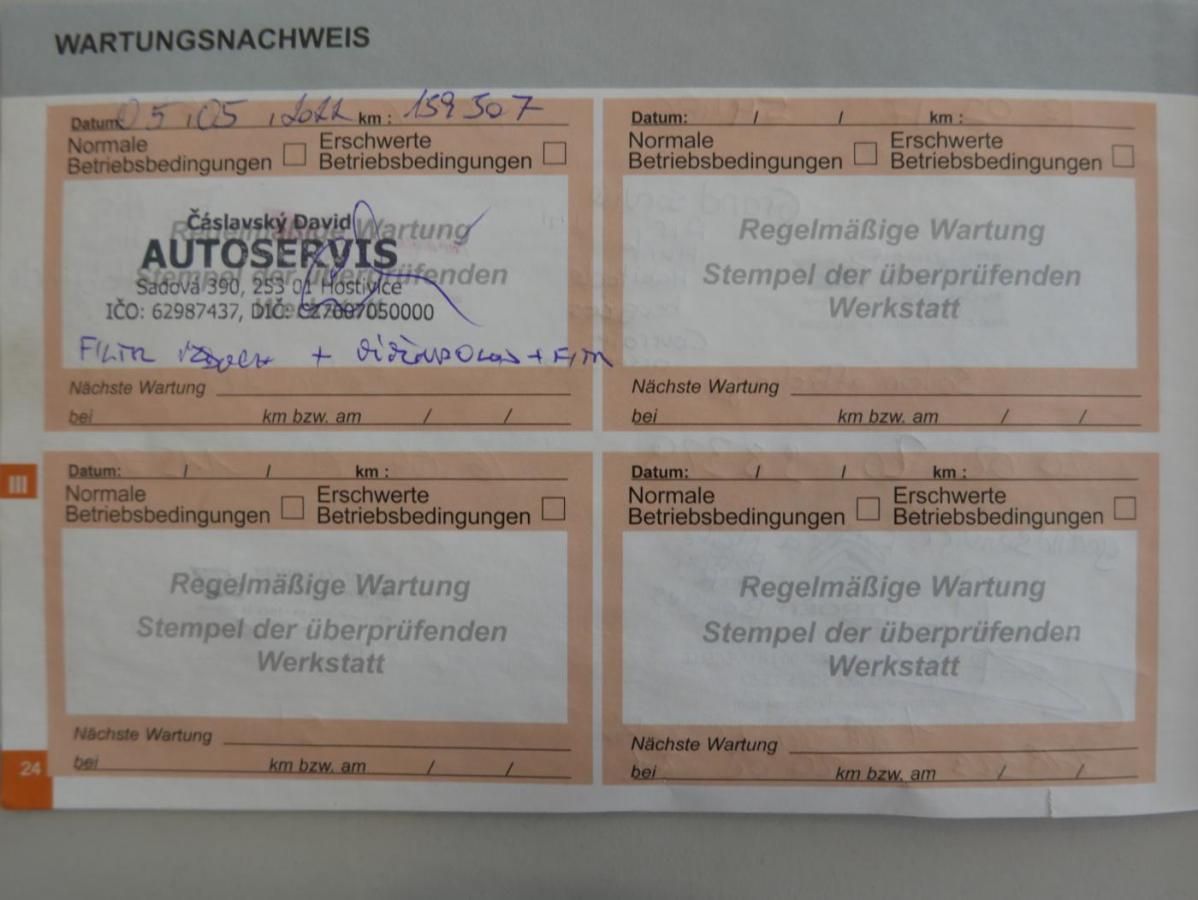 WARTUNGSNACHWEIS
Datum 05.05.2022 km : 159507
Normale Betriebsbedingungen
Erschwerte Betriebsbedingungen
Regelmäßige Wartung
Stempel der überprüfenden
Werkstatt
Čáslavský David
AUTOSERVIS
Sadová 390, 253 01 Hostivice
IČO: 62987437, DIČ: CZ7607050000
FILTR + + FILTR
Nächste Wartung
bei km bzw. am / /
Datum: / / km :
Normale Betriebsbedingungen
Erschwerte Betriebsbedingungen
Regelmäßige Wartung
Stempel der überprüfenden
Werkstatt
Nächste Wartung
bei km bzw. am / /
III
Datum: / / km :
Normale Betriebsbedingungen
Erschwerte Betriebsbedingungen
Regelmäßige Wartung
Stempel der überprüfenden
Werkstatt
Nächste Wartung
bei km bzw. am / /
Datum: / / km :
Normale Betriebsbedingungen
Erschwerte Betriebsbedingungen
Regelmäßige Wartung
Stempel der überprüfenden
Werkstatt
Nächste Wartung
bei km bzw. am / /
24